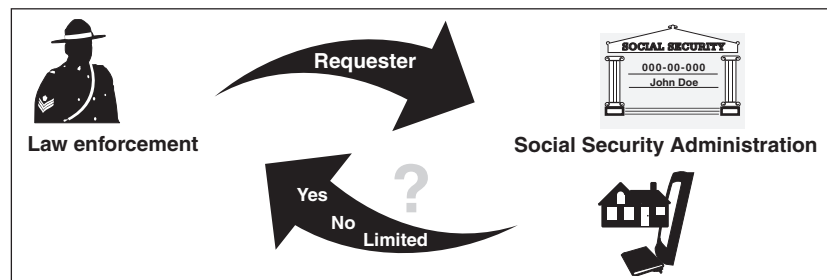 Requester
SOCIAL SECURITY
000-00-000
John Doe
Law enforcement
Social Security Administration
?
Yes
No
Limited